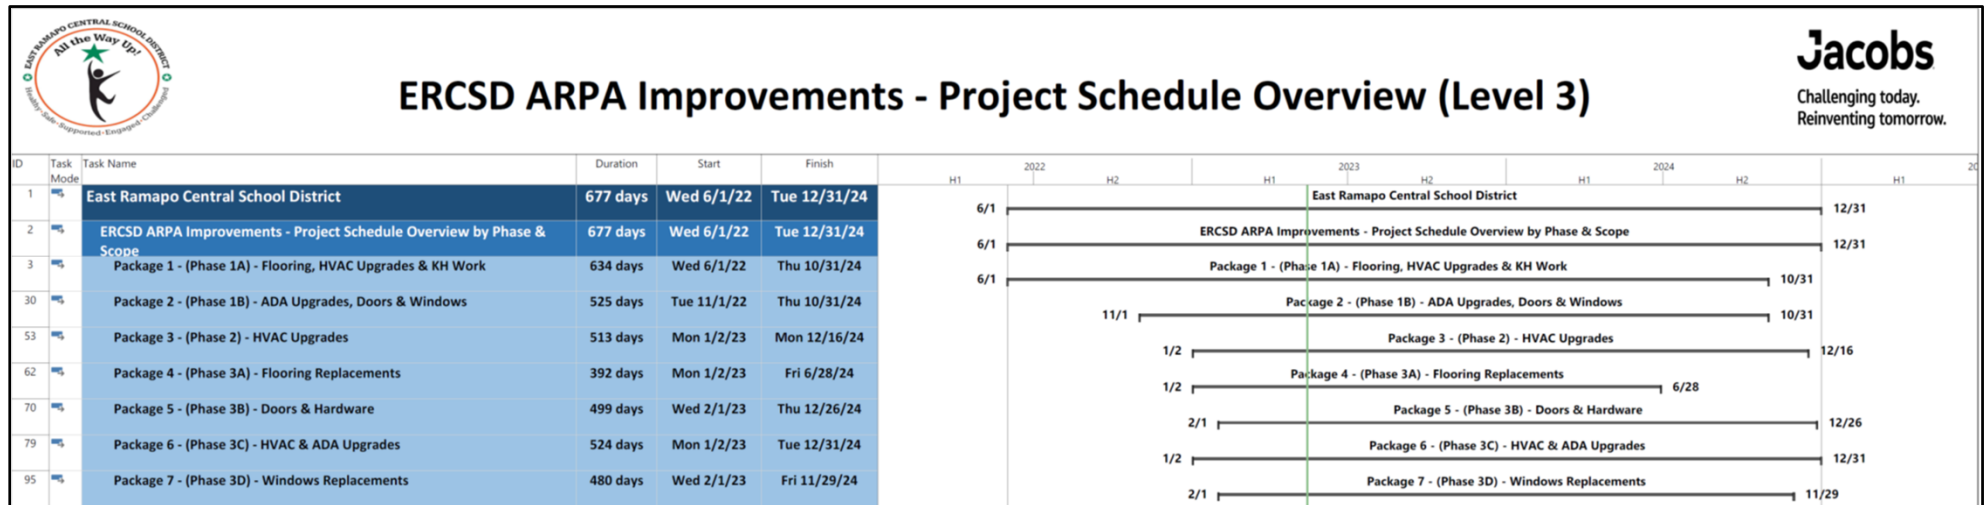 EAST RAMAPO CENTRAL SCHOOL DISTRICT
All the Way Up!
Healthy-Safe-Supported-Engaged-Challenged
Jacobs
Challenging today.
Reinventing tomorrow.
ERCSD ARPA Improvements - Project Schedule Overview (Level 3)
ID Task Mode Task Name Duration Start Finish
2022 2023 2024 20
H1 H2 H1 H2 H1 H2 H1
1 East Ramapo Central School District 677 days Wed 6/1/22 Tue 12/31/24
East Ramapo Central School District
6/1 12/31
2 ERCSD ARPA Improvements - Project Schedule Overview by Phase & Scope 677 days Wed 6/1/22 Tue 12/31/24
ERCSD ARPA Improvements - Project Schedule Overview by Phase & Scope
6/1 12/31
3 Package 1 - (Phase 1A) - Flooring, HVAC Upgrades & KH Work 634 days Wed 6/1/22 Thu 10/31/24
Package 1 - (Phase 1A) - Flooring, HVAC Upgrades & KH Work
6/1 10/31
30 Package 2 - (Phase 1B) - ADA Upgrades, Doors & Windows 525 days Tue 11/1/22 Thu 10/31/24
Package 2 - (Phase 1B) - ADA Upgrades, Doors & Windows
11/1 10/31
53 Package 3 - (Phase 2) - HVAC Upgrades 513 days Mon 1/2/23 Mon 12/16/24
Package 3 - (Phase 2) - HVAC Upgrades
1/2 12/16
62 Package 4 - (Phase 3A) - Flooring Replacements 392 days Mon 1/2/23 Fri 6/28/24
Package 4 - (Phase 3A) - Flooring Replacements
1/2 6/28
70 Package 5 - (Phase 3B) - Doors & Hardware 499 days Wed 2/1/23 Thu 12/26/24
Package 5 - (Phase 3B) - Doors & Hardware
2/1 12/26
79 Package 6 - (Phase 3C) - HVAC & ADA Upgrades 524 days Mon 1/2/23 Tue 12/31/24
Package 6 - (Phase 3C) - HVAC & ADA Upgrades
1/2 12/31
95 Package 7 - (Phase 3D) - Windows Replacements 480 days Wed 2/1/23 Fri 11/29/24
Package 7 - (Phase 3D) - Windows Replacements
2/1 11/29